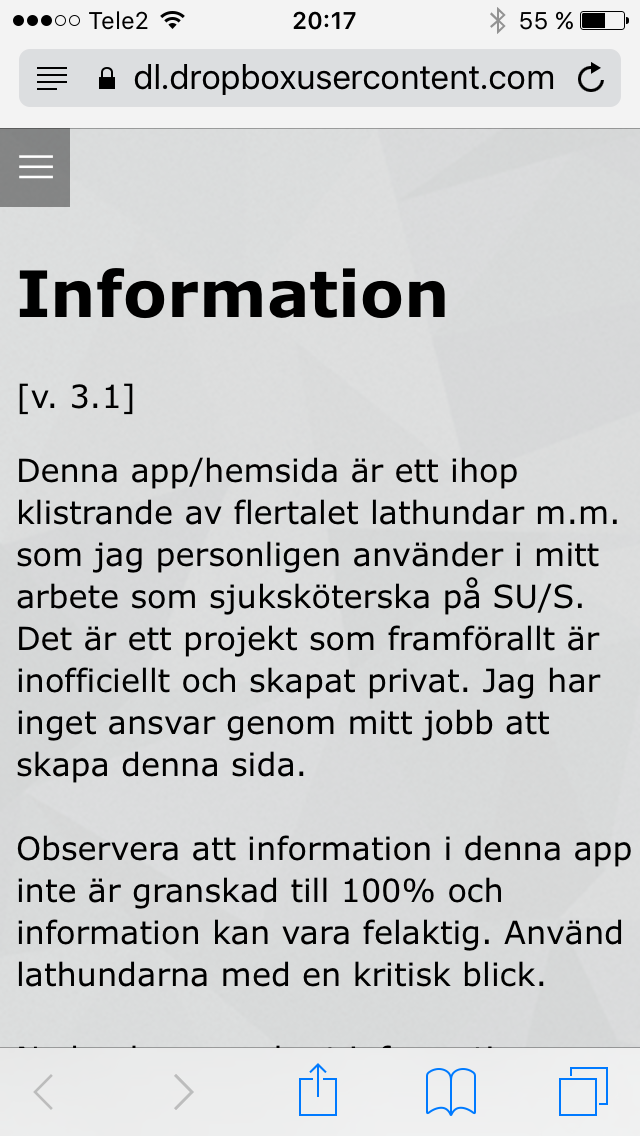 Tele2 20:17 55 %
dl.dropboxusercontent.com
Information
[v. 3.1]
Denna app/hemsida är ett ihop
klistrande av flertalet lathundar m.m.
som jag personligen använder i mitt
arbete som sjuksköterska på SU/S.
Det är ett projekt som framförallt är
inofficiellt och skapat privat. Jag har
inget ansvar genom mitt jobb att
skapa denna sida.
Observera att information i denna app
inte är granskad till 100% och
information kan vara felaktig. Använd
lathundarna med en kritisk blick.